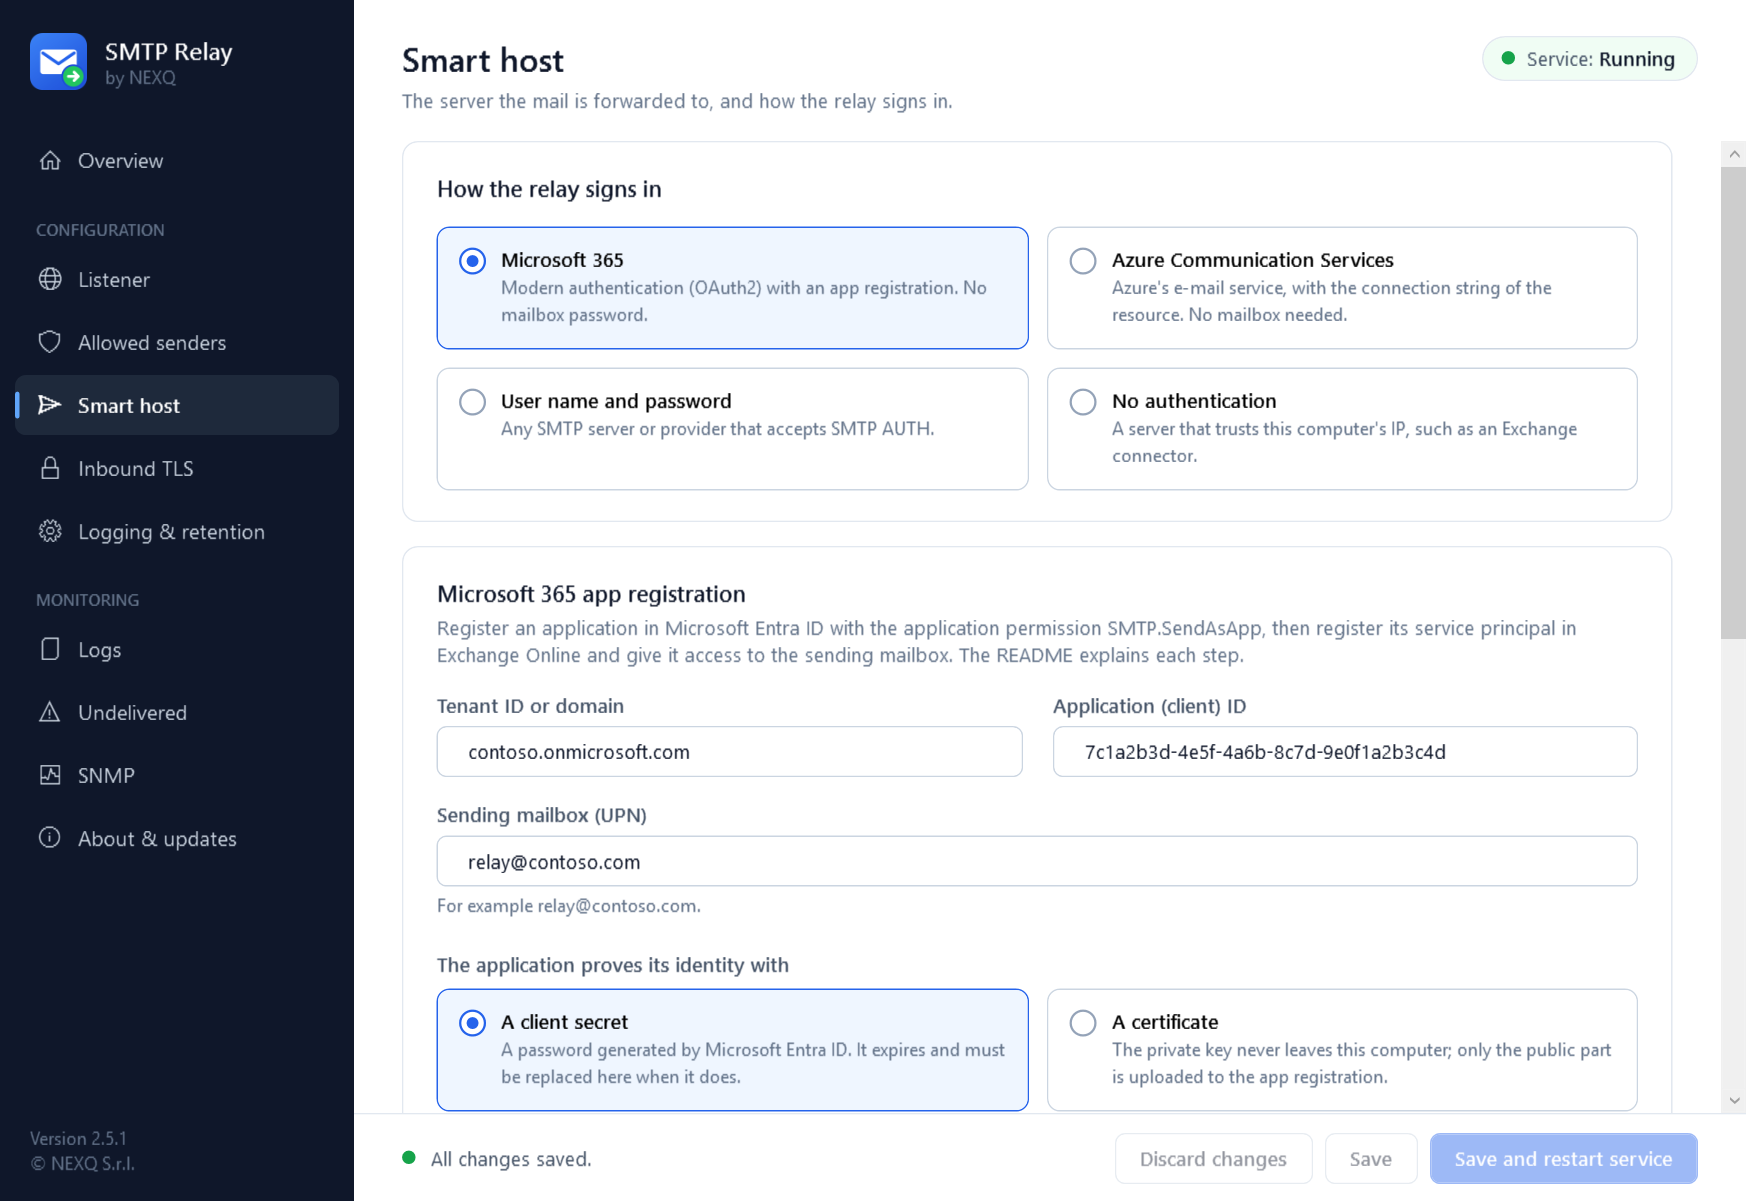 SMTP Relay
by NEXQ
Overview
CONFIGURATION
Listener
Allowed senders
Smart host
Inbound TLS
Logging & retention
MONITORING
Logs
Undelivered
SNMP
About & updates
Version 2.5.1
© NEXQ S.r.l.
Smart host
The server the mail is forwarded to, and how the relay signs in.
Service: Running
How the relay signs in
Microsoft 365
Modern authentication (OAuth2) with an app registration. No
mailbox password.
Azure Communication Services
Azure's e-mail service, with the connection string of the
resource. No mailbox needed.
User name and password
Any SMTP server or provider that accepts SMTP AUTH.
No authentication
A server that trusts this computer's IP, such as an Exchange
connector.
Microsoft 365 app registration
Register an application in Microsoft Entra ID with the application permission SMTP.SendAsApp, then register its service principal in
Exchange Online and give it access to the sending mailbox. The README explains each step.
Tenant ID or domain
contoso.onmicrosoft.com
Application (client) ID
7c1a2b3d-4e5f-4a6b-8c7d-9e0f1a2b3c4d
Sending mailbox (UPN)
relay@contoso.com
For example relay@contoso.com.
The application proves its identity with
A client secret
A password generated by Microsoft Entra ID. It expires and must
be replaced here when it does.
A certificate
The private key never leaves this computer; only the public part
is uploaded to the app registration.
All changes saved.
Discard changes
Save
Save and restart service